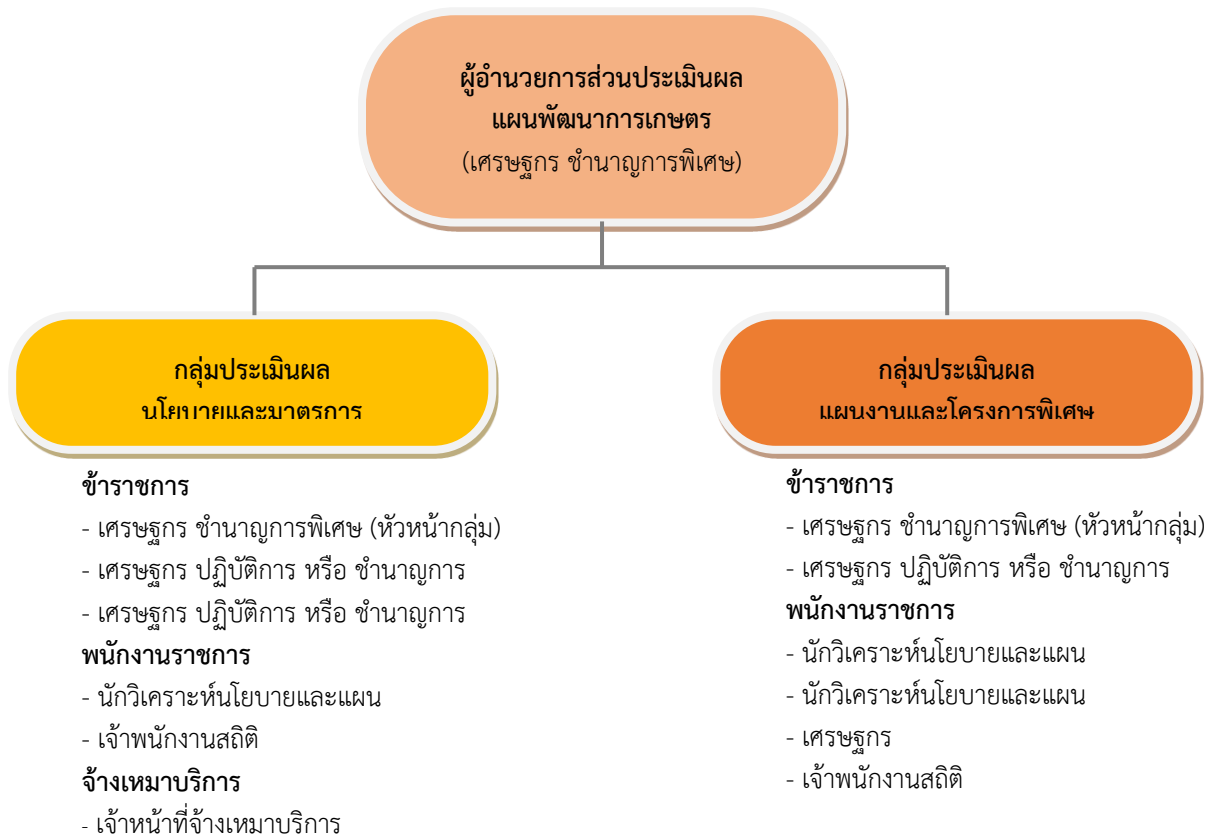 ผู้อำนวยการส่วนประเมินผล
แผนพัฒนาการเกษตร
(เศรษฐกร ชำนาญการพิเศษ)
กลุ่มประเมินผล
นโยบายและมาตรการ
ข้าราชการ
- เศรษฐกร ชำนาญการพิเศษ (หัวหน้ากลุ่ม)
- เศรษฐกร ปฏิบัติการ หรือ ชำนาญการ
- เศรษฐกร ปฏิบัติการ หรือ ชำนาญการ
พนักงานราชการ
- นักวิเคราะห์นโยบายและแผน
- เจ้าพนักงานสถิติ
จ้างเหมาบริการ
- เจ้าหน้าที่จ้างเหมาบริการ
กลุ่มประเมินผล
แผนงานและโครงการพิเศษ
ข้าราชการ
- เศรษฐกร ชำนาญการพิเศษ (หัวหน้ากลุ่ม)
- เศรษฐกร ปฏิบัติการ หรือ ชำนาญการ
พนักงานราชการ
- นักวิเคราะห์นโยบายและแผน
- นักวิเคราะห์นโยบายและแผน
- เศรษฐกร
- เจ้าพนักงานสถิติ